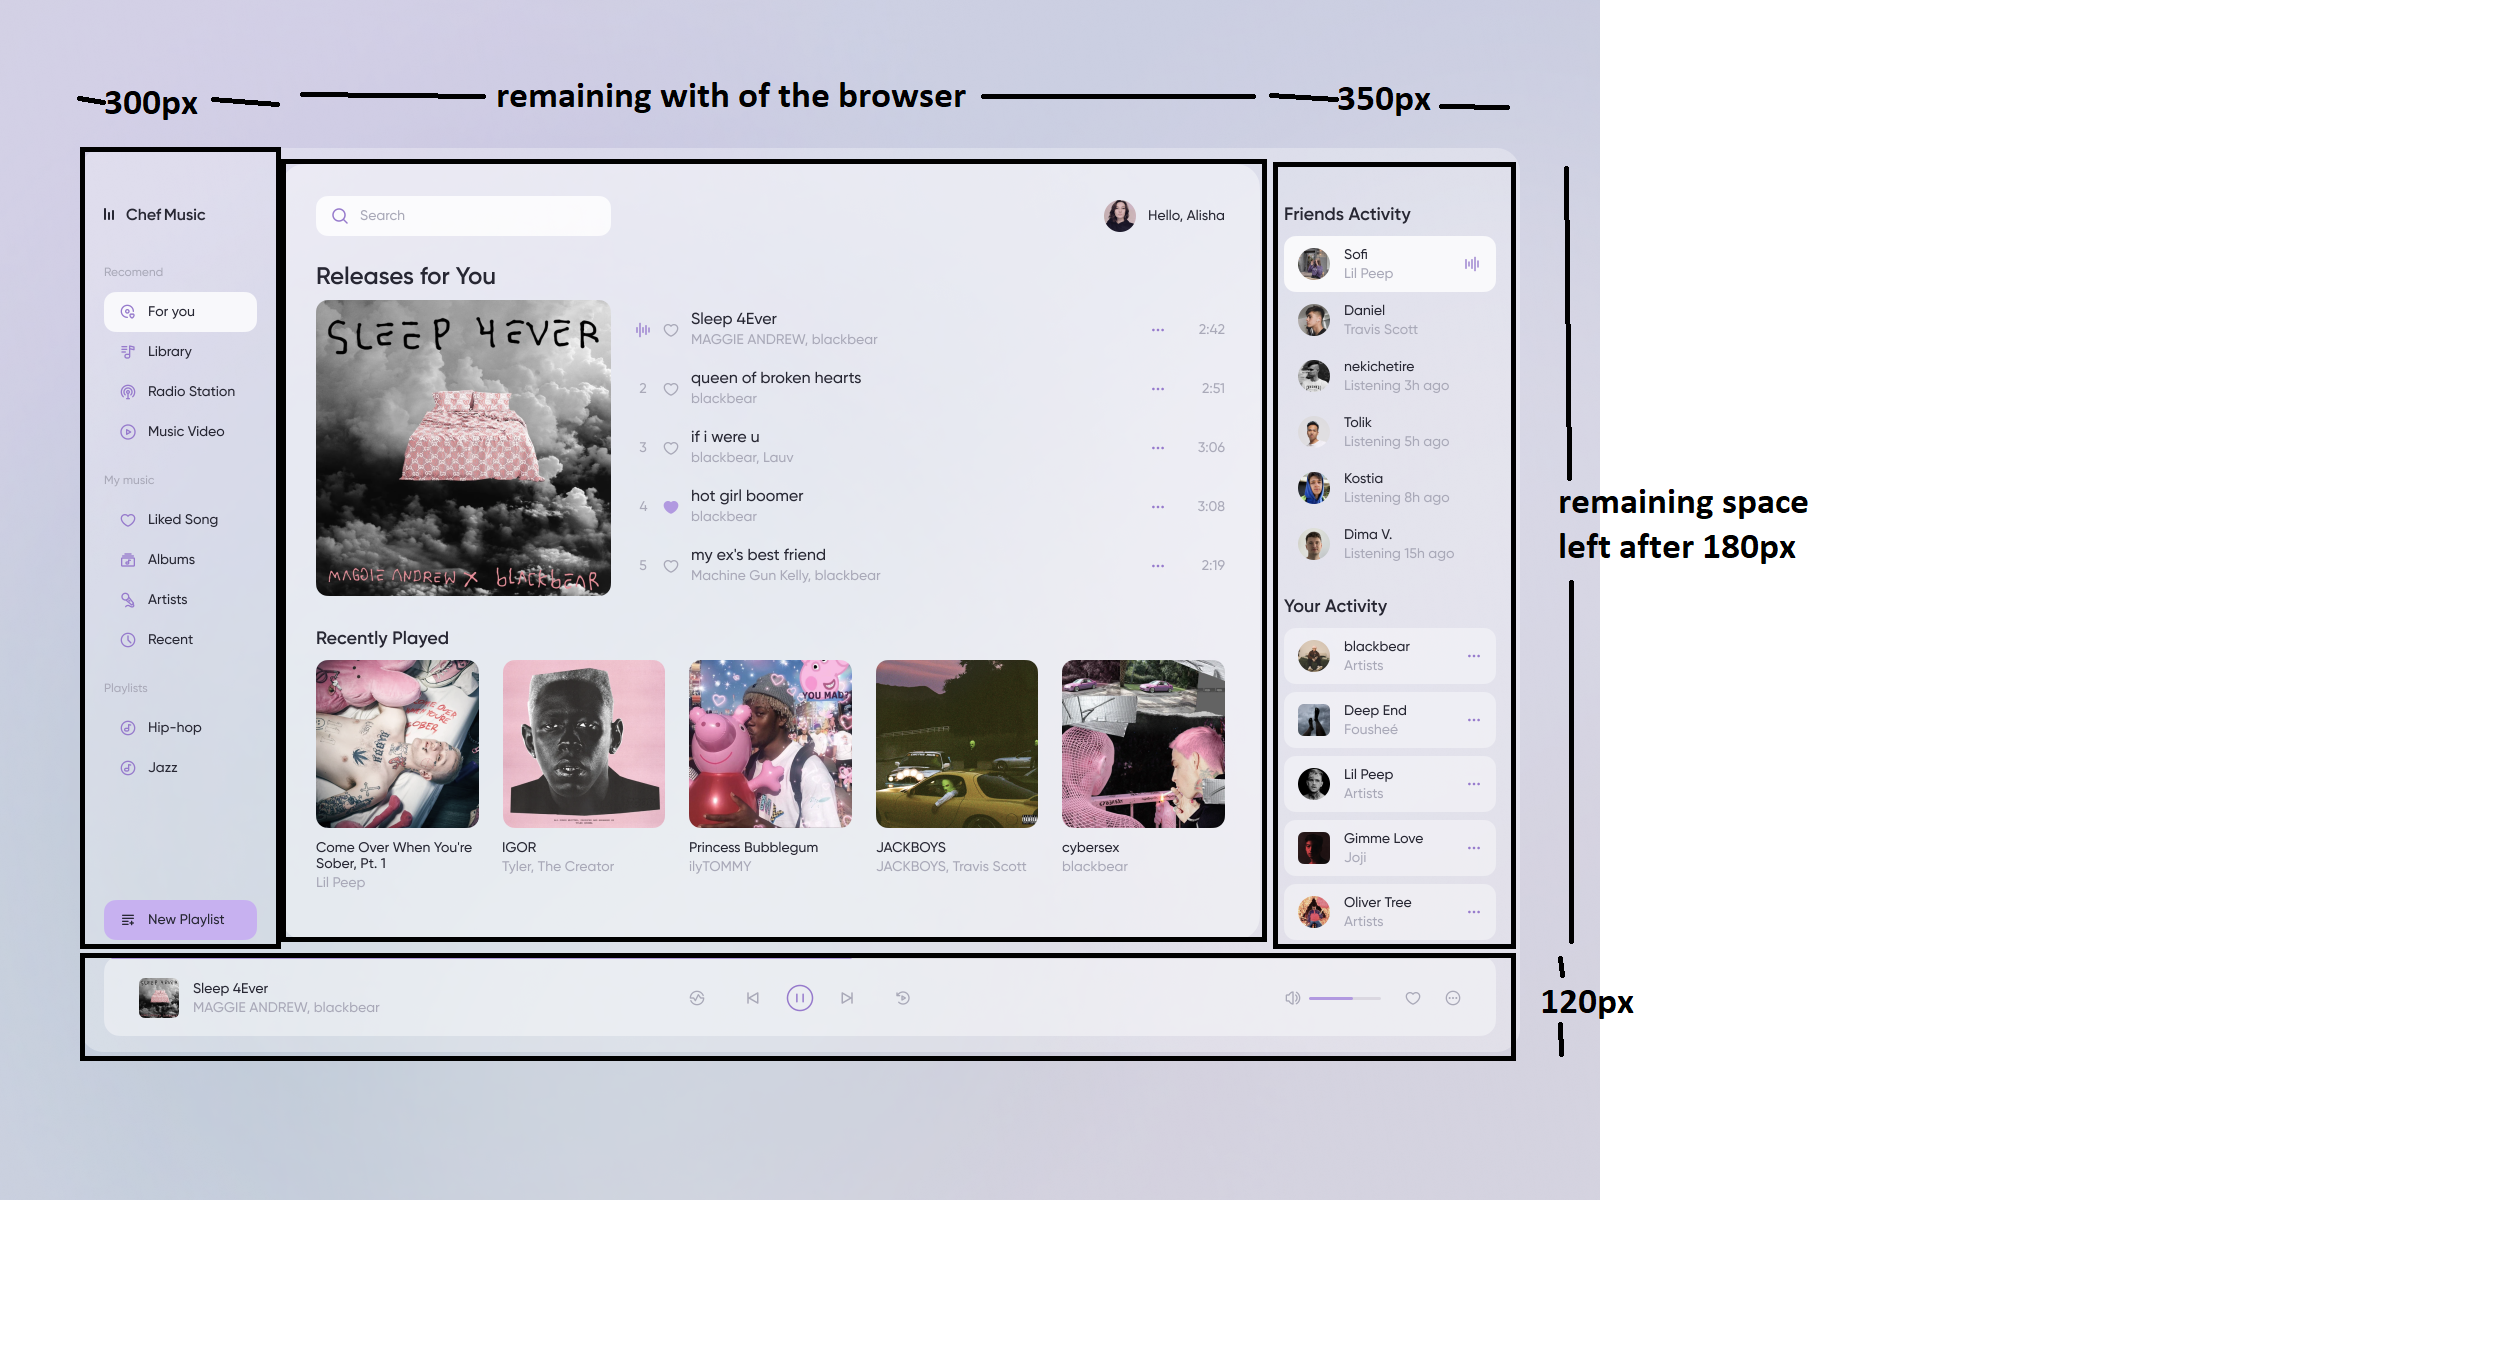 300px
remaining with of the browser
350px
Chef Music
Recomend
For you
Library
Radio Station
Music Video
My music
Liked Song
Albums
Artists
Recent
Playlists
Hip-hop
Jazz
New Playlist
Search
Hello, Alisha
Releases for You
SLEEP 4EVER
MAGGIE ANDREW X blackbear
Sleep 4Ever
MAGGIE ANDREW, blackbear
2:42
2
queen of broken hearts
blackbear
2:51
3
if i were u
blackbear, Lauv
3:06
4
hot girl boomer
blackbear
3:08
5
my ex's best friend
Machine Gun Kelly, blackbear
2:19
Recently Played
YOU MAD?
Come Over When You're
Sober, Pt. 1
Lil Peep
IGOR
Tyler, The Creator
Princess Bubblegum
ilyTOMMY
JACKBOYS
JACKBOYS, Travis Scott
cybersex
blackbear
Friends Activity
Sofi
Lil Peep
Daniel
Travis Scott
nekichetire
Listening 3h ago
Tolik
Listening 5h ago
Kostia
Listening 8h ago
Dima V.
Listening 15h ago
Your Activity
blackbear
Artists
Deep End
Fousheé
Lil Peep
Artists
Gimme Love
Joji
Oliver Tree
Artists
remaining space
left after 180px
SLEEP 4EVER
Sleep 4Ever
MAGGIE ANDREW, blackbear
120px